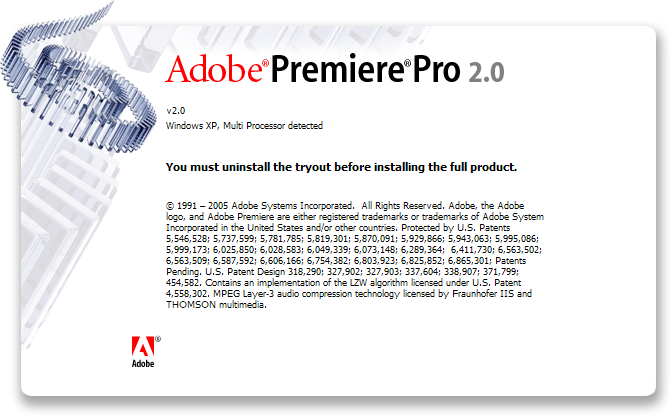 Adobe® Premiere® Pro 2.0
v2.0
Windows XP, Multi Processor detected
You must uninstall the tryout before installing the full product.
© 1991 – 2005 Adobe Systems Incorporated.  All Rights Reserved. Adobe, the Adobe
logo, and Adobe Premiere are either registered trademarks or trademarks of Adobe System
Incorporated in the United States and/or other countries. Protected by U.S. Patents
5,546,528; 5,737,599; 5,781,785; 5,819,301; 5,870,091; 5,929,866; 5,943,063; 5,995,086;
5,999,173; 6,025,850; 6,028,583; 6,049,339; 6,073,148; 6,289,364;  6,411,730; 6,563,502;
6,563,509; 6,587,592; 6,606,166; 6,754,382; 6,803,923; 6,825,852; 6,865,301; Patents
Pending. U.S. Patent Design 318,290; 327,902; 327,903; 337,604; 338,907; 371,799;
454,582. Contains an implementation of the LZW algorithm licensed under U.S. Patent
4,558,302. MPEG Layer-3 audio compression technology licensed by Fraunhofer IIS and
THOMSON multimedia.
®
Adobe